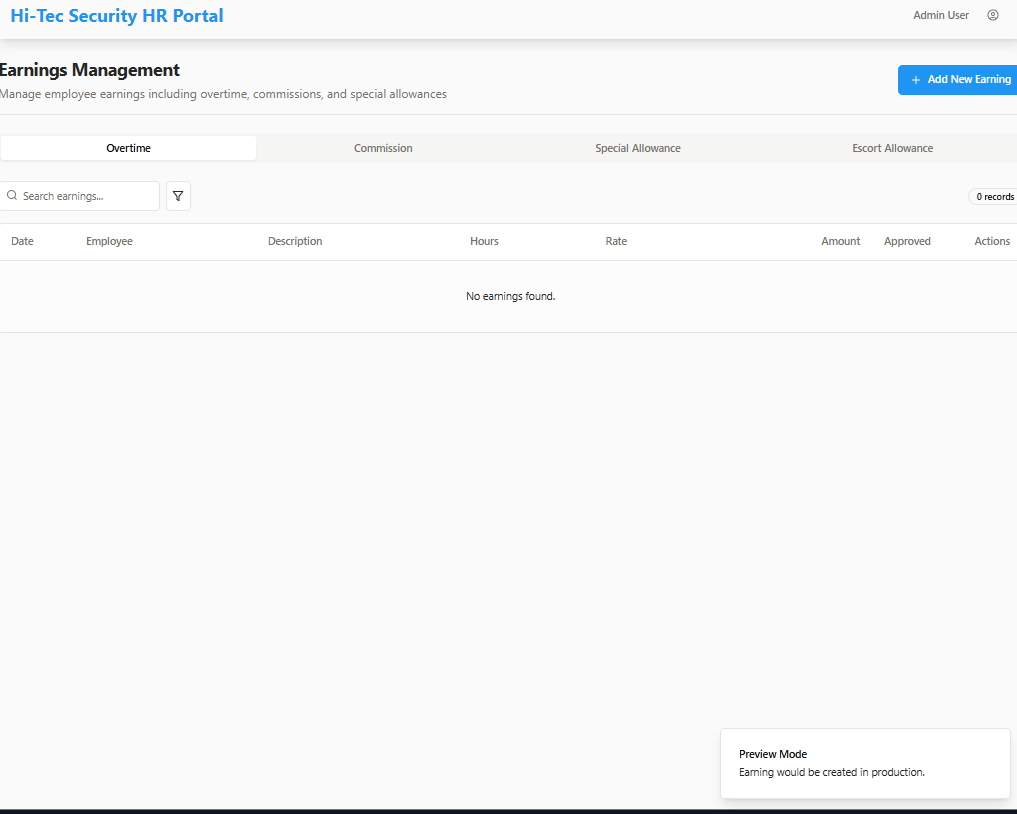 Hi-Tec Security HR Portal
Admin User
Earnings Management
Manage employee earnings including overtime, commissions, and special allowances
+ Add New Earning
Overtime Commission Special Allowance Escort Allowance
Search earnings...
0 records
Date Employee Description Hours Rate Amount Approved Actions
No earnings found.
Preview Mode
Earning would be created in production.